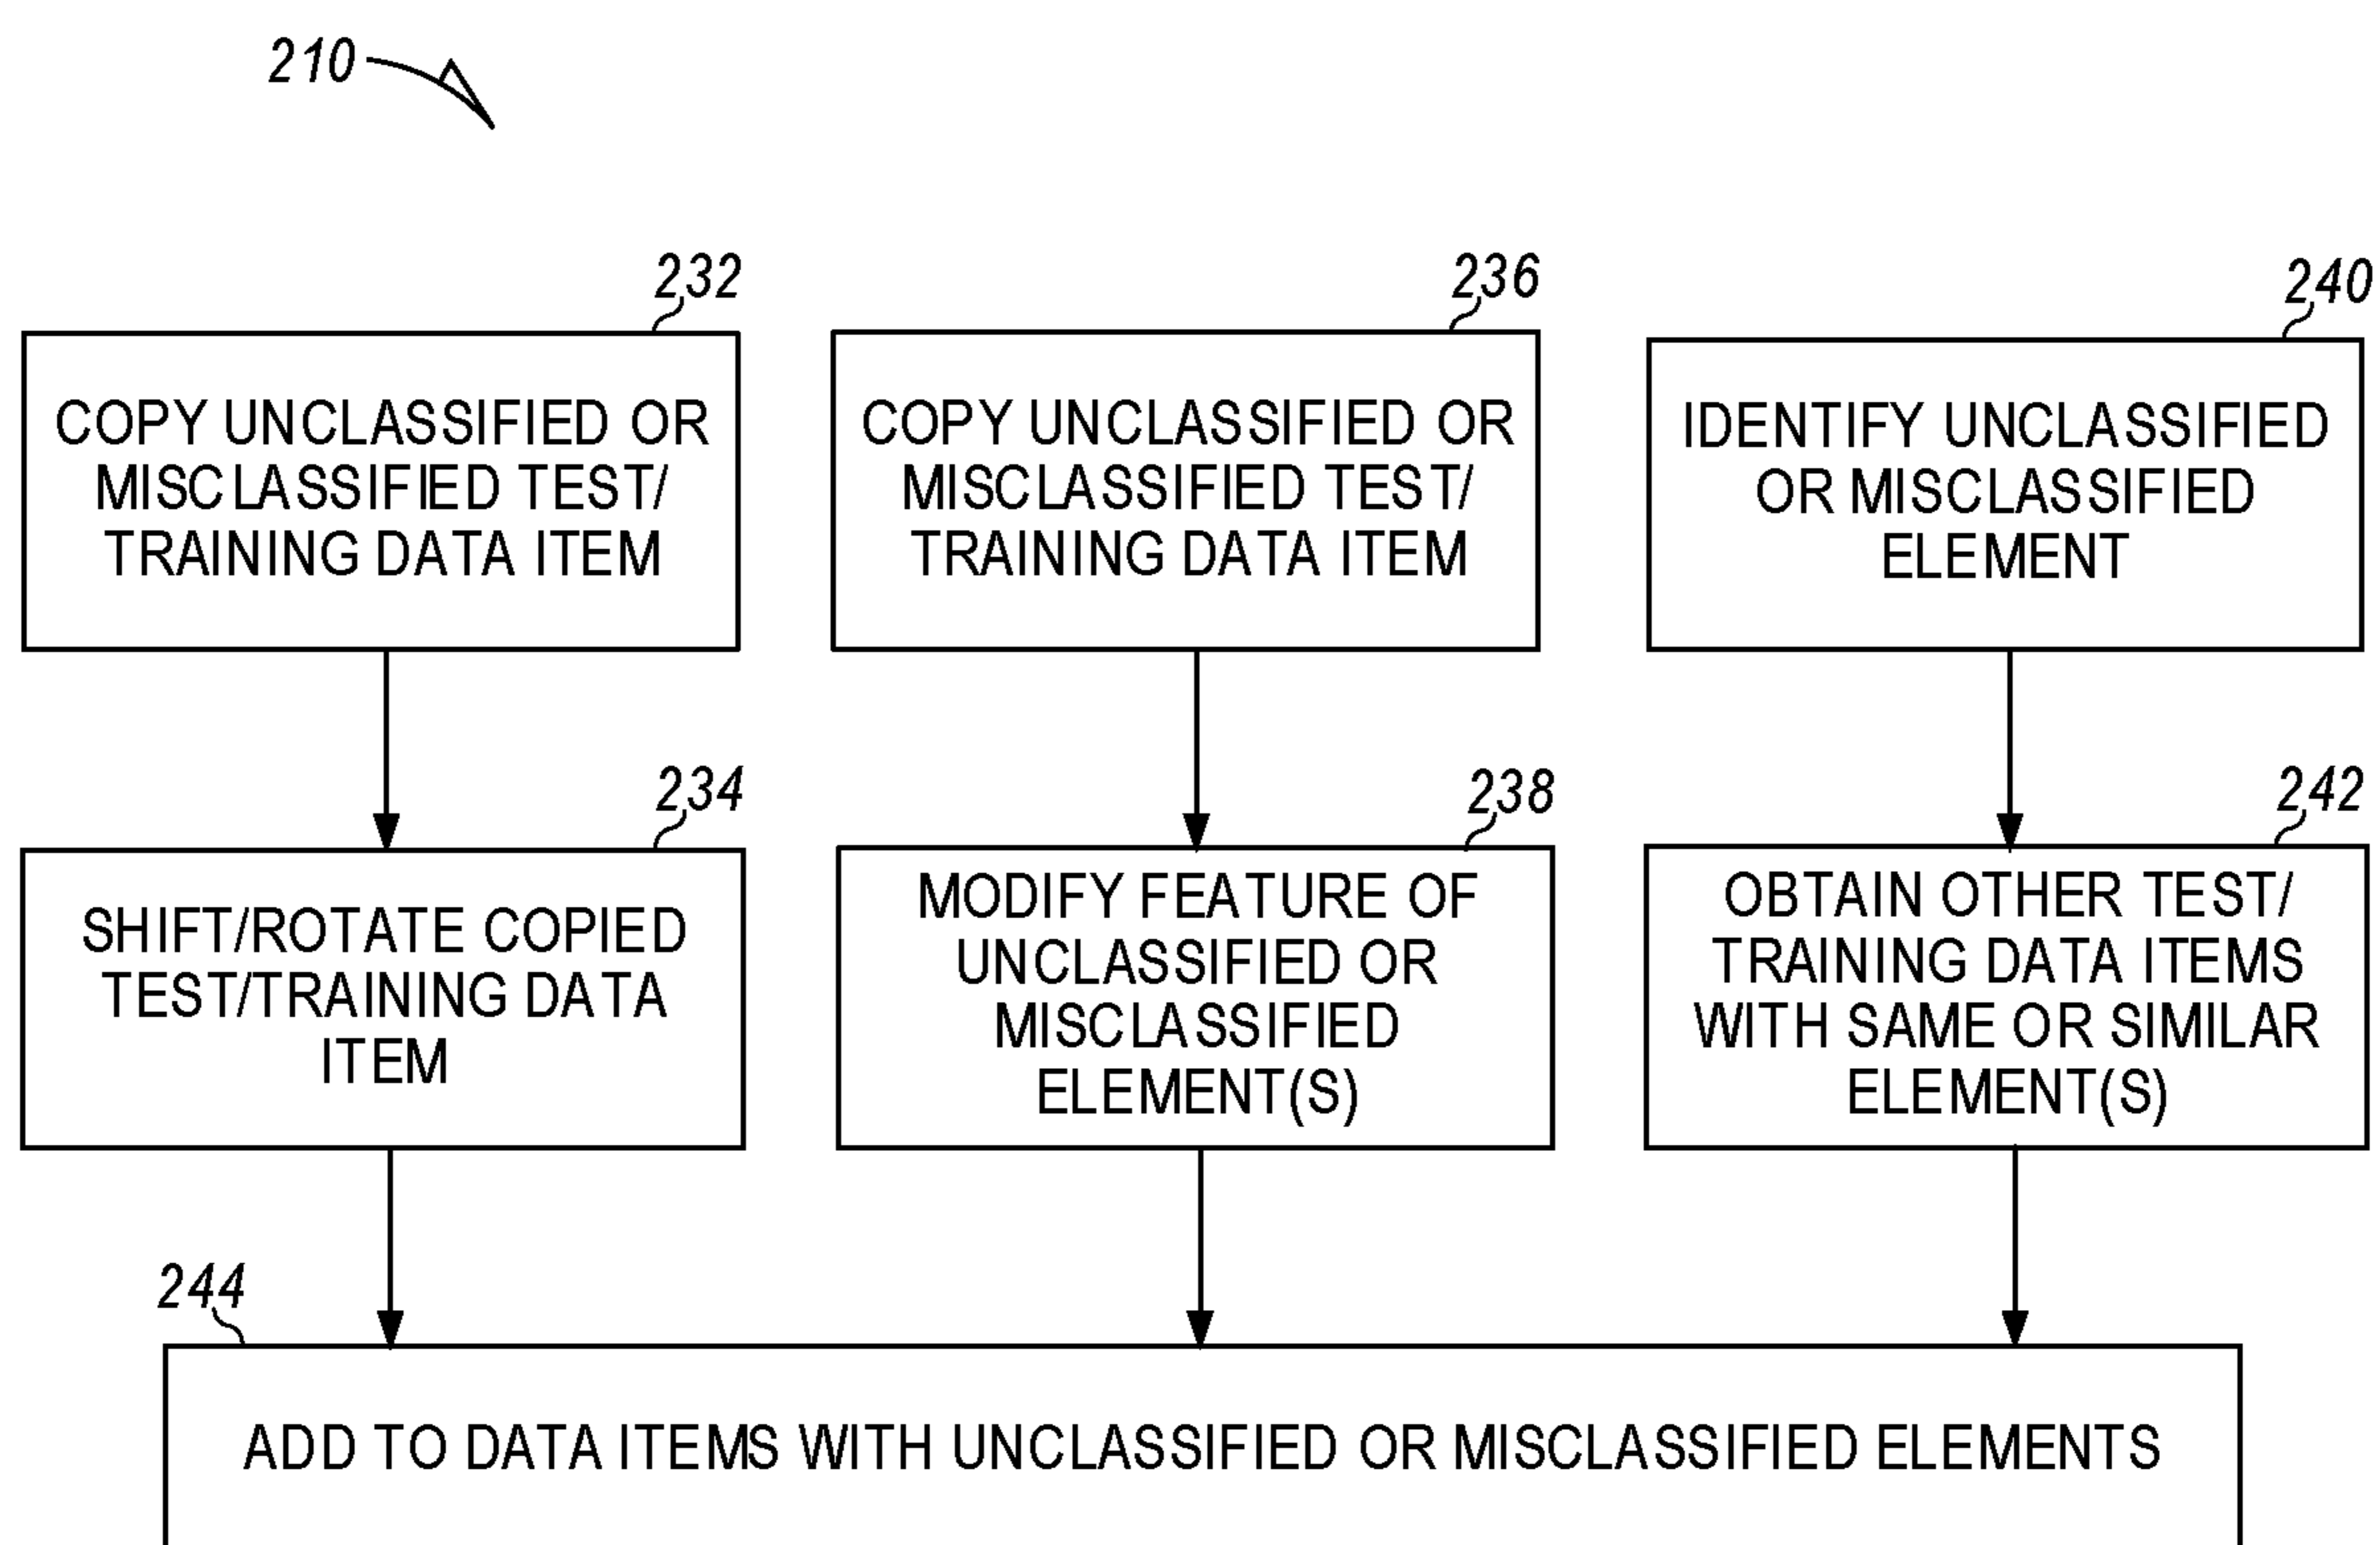 210
232
COPY UNCLASSIFIED OR
MISCLASSIFIED TEST/
TRAINING DATA ITEM
236
COPY UNCLASSIFIED OR
MISCLASSIFIED TEST/
TRAINING DATA ITEM
240
IDENTIFY UNCLASSIFIED
OR MISCLASSIFIED
ELEMENT
234
SHIFT/ROTATE COPIED
TEST/TRAINING DATA
ITEM
238
MODIFY FEATURE OF
UNCLASSIFIED OR
MISCLASSIFIED
ELEMENT(S)
242
OBTAIN OTHER TEST/
TRAINING DATA ITEMS
WITH SAME OR SIMILAR
ELEMENT(S)
244
ADD TO DATA ITEMS WITH UNCLASSIFIED OR MISCLASSIFIED ELEMENTS